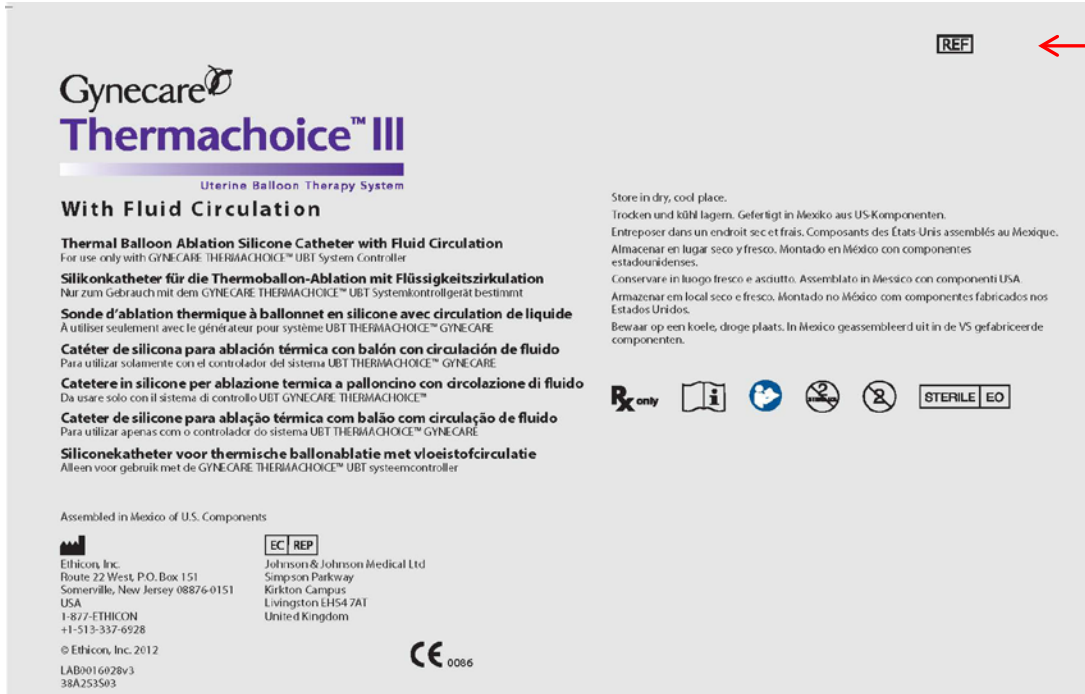 REF
Gynecare
Thermachoice™ III
Uterine Balloon Therapy System
With Fluid Circulation
Thermal Balloon Ablation Silicone Catheter with Fluid Circulation
For use only with GYNECARE THERMACHOICE™ UBT System Controller
Silikonkatheter für die Thermoballon-Ablation mit Flüssigkeitszirkulation
Nur zum Gebrauch mit dem GYNECARE THERMACHOICE™ UBT Systemkontrollgerät bestimmt
Sonde d'ablation thermique à ballonnet en silicone avec circulation de liquide
À utiliser seulement avec le générateur pour système UBT THERMACHOICE™ GYNECARE
Catéter de silicona para ablación térmica con balón con circulación de fluido
Para utilizar solamente con el controlador del sistema UBT THERMACHOICE™ GYNECARE
Catetere in silicone per ablazione termica a palloncino con circolazione di fluido
Da usare solo con il sistema di controllo UBT GYNECARE THERMACHOICE™
Cateter de silicone para ablação térmica com balão com circulação de fluido
Para utilizar apenas com o controlador do sistema UBT THERMACHOICE™ GYNECARE
Siliconekatheter voor thermische ballonablatie met vloeistofcirculatie
Alleen voor gebruik met de GYNECARE THERMACHOICE™ UBT systeemcontroller
Store in dry, cool place.
Trocken und kühl lagern. Gefertigt in Mexiko aus US-Komponenten.
Entreposer dans un endroit sec et frais. Composants des États-Unis assemblés au Mexique.
Almacenar en lugar seco y fresco. Montado en México con componentes
estadounidenses.
Conservare in luogo fresco e asciutto. Assemblato in Messico con componenti USA.
Armazenar em local seco e fresco. Montado no México com componentes fabricados nos
Estados Unidos.
Bewaar op een koele, droge plaats. In Mexico geassembleerd uit in de VS gefabriceerde
componenten.
Rx only
i
2
STERILIZE
2
STERILE EO
Assembled in Mexico of U.S. Components
Ethicon, Inc.
Route 22 West, P.O. Box 151
Somerville, New Jersey 08876-0151
USA
1-877-ETHICON
+1-513-337-6928
EC REP
Johnson & Johnson Medical Ltd
Simpson Parkway
Kirkton Campus
Livingston EH54 7AT
United Kingdom
© Ethicon, Inc. 2012
LAB0016028v3
38A253S03
CE 0086